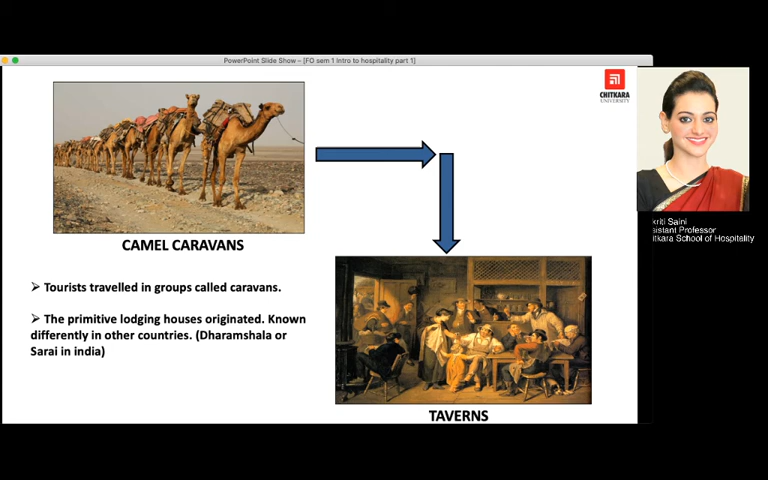 PowerPoint Slide Show – [FO sem 1 Intro to hospitality part 1]
CHITKARA
UNIVERSITY
kriti Saini
sistant Professor
itkara School of Hospitality
CAMEL CARAVANS
➢ Tourists travelled in groups called caravans.
➢ The primitive lodging houses originated. Known
differently in other countries. (Dharamshala or
Sarai in india)
TAVERNS